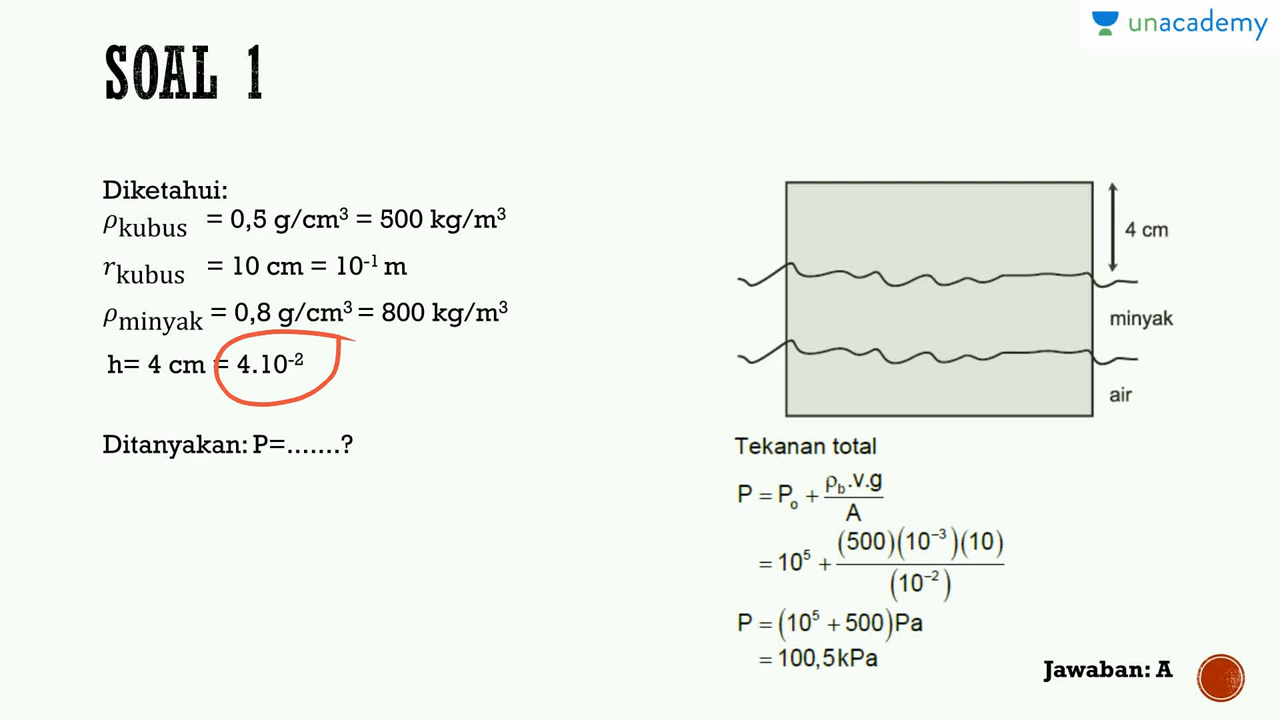 unacademy
SOAL 1
Diketahui:
ρkubus = 0,5 g/cm³ = 500 kg/m³
rkubus = 10 cm = 10⁻¹ m
ρminyak = 0,8 g/cm³ = 800 kg/m³
h= 4 cm = 4.10⁻²
Ditanyakan: P=.......?
4 cm
minyak
air
Tekanan total
P = Pₒ + ρb.v.g / A
= 10⁵ + (500)(10⁻³)(10) / (10⁻²)
P = (10⁵ + 500)Pa
= 100,5kPa
Jawaban: A